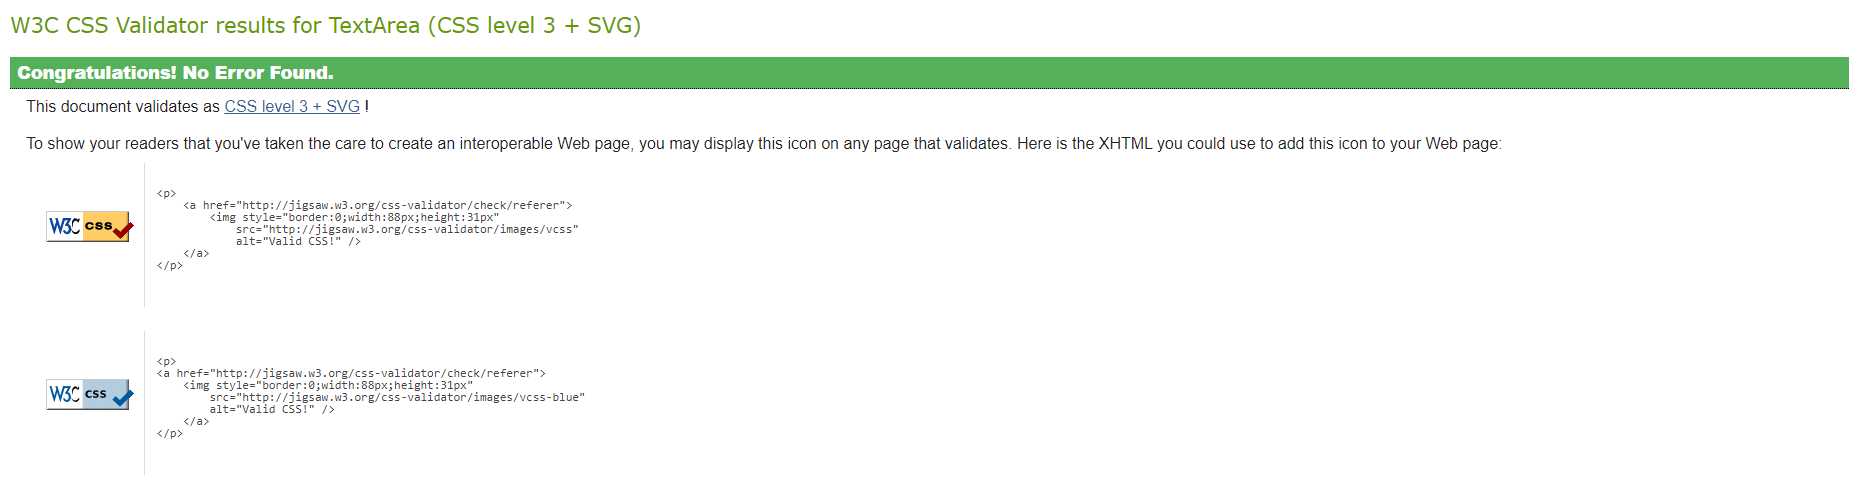 W3C CSS Validator results for TextArea (CSS level 3 + SVG)
Congratulations! No Error Found.
This document validates as CSS level 3 + SVG !
To show your readers that you've taken the care to create an interoperable Web page, you may display this icon on any page that validates. Here is the XHTML you could use to add this icon to your Web page:
W3C css
<p>
    <a href="http://jigsaw.w3.org/css-validator/check/referer">
        <img style="border:0;width:88px;height:31px"
            src="http://jigsaw.w3.org/css-validator/images/vcss"
            alt="Valid CSS!" />
    </a>
</p>
W3C css
<p>
<a href="http://jigsaw.w3.org/css-validator/check/referer">
    <img style="border:0;width:88px;height:31px"
        src="http://jigsaw.w3.org/css-validator/images/vcss-blue"
        alt="Valid CSS!" />
    </a>
</p>